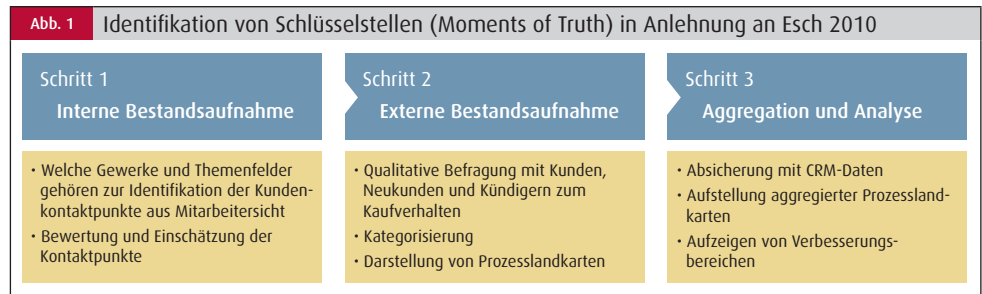 Abb. 1 Identifikation von Schlüsselstellen (Moments of Truth) in Anlehnung an Esch 2010
Schritt 1
Interne Bestandsaufnahme
· Welche Gewerke und Themenfelder
gehören zur Identifikation der Kunden-
kontaktpunkte aus Mitarbeitersicht
· Bewertung und Einschätzung der
Kontaktpunkte
Schritt 2
Externe Bestandsaufnahme
· Qualitative Befragung mit Kunden,
Neukunden und Kündigern zum
Kaufverhalten
· Kategorisierung
· Darstellung von Prozesslandkarten
Schritt 3
Aggregation und Analyse
· Absicherung mit CRM-Daten
· Aufstellung aggregierter Prozessland-
karten
· Aufzeigen von Verbesserungs-
bereichen